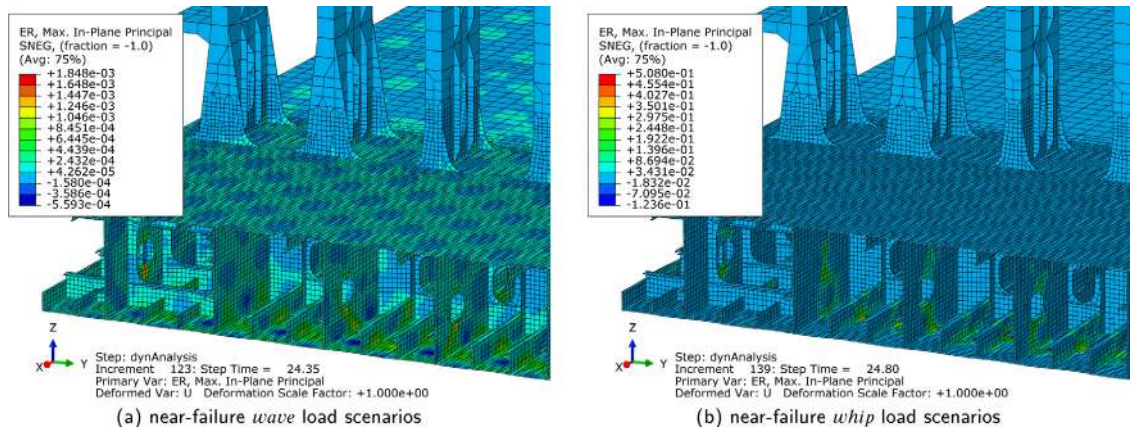 ER, Max. In-Plane Principal
SNEG, (fraction = -1.0)
(Avg: 75%)
+1.848e-03
+1.648e-03
+1.447e-03
+1.246e-03
+1.046e-03
+8.451e-04
+6.445e-04
+4.439e-04
+2.432e-04
+4.262e-05
-1.580e-04
-3.586e-04
-5.593e-04
Z
X Y
Step: dynAnalysis
Increment 123: Step Time = 24.35
Primary Var: ER, Max. In-Plane Principal
Deformed Var: U Deformation Scale Factor: +1.000e+00
(a) near-failure wave load scenarios
ER, Max. In-Plane Principal
SNEG, (fraction = -1.0)
(Avg: 75%)
+5.080e-01
+4.554e-01
+4.027e-01
+3.501e-01
+2.975e-01
+2.448e-01
+1.922e-01
+1.396e-01
+8.694e-02
+3.431e-02
-1.832e-02
-7.095e-02
-1.236e-01
Z
X Y
Step: dynAnalysis
Increment 139: Step Time = 24.80
Primary Var: ER, Max. In-Plane Principal
Deformed Var: U Deformation Scale Factor: +1.000e+00
(b) near-failure whip load scenarios